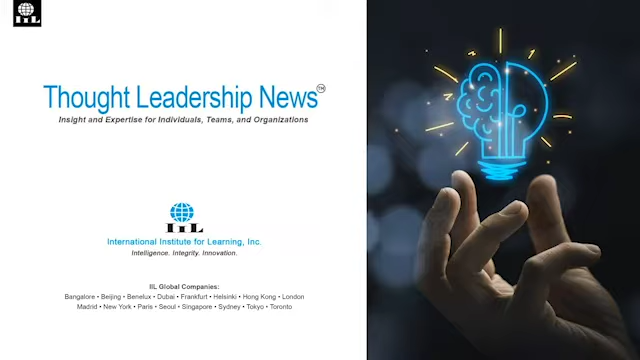 IIL
Thought Leadership News™
Insight and Expertise for Individuals, Teams, and Organizations
IIL
International Institute for Learning, Inc.
Intelligence. Integrity. Innovation.
IIL Global Companies:
Bangalore • Beijing • Benelux • Dubai • Frankfurt • Helsinki • Hong Kong • London
Madrid • New York • Paris • Seoul • Singapore • Sydney • Tokyo • Toronto